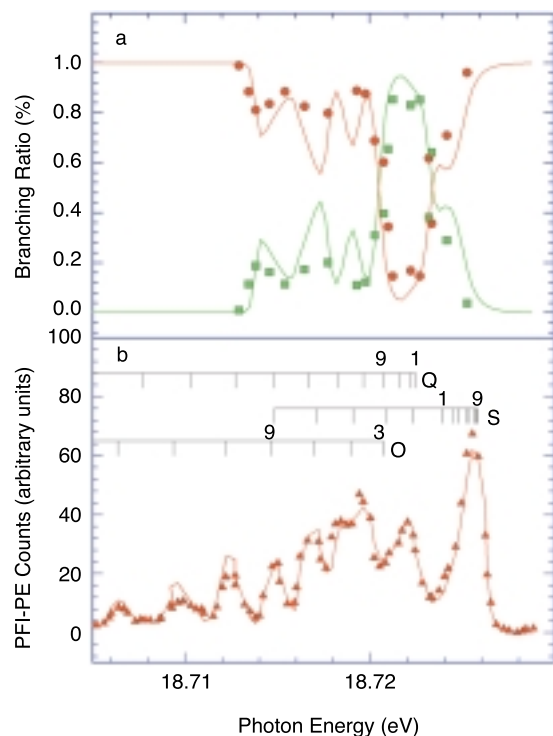 a
1.0
0.8
0.6
0.4
0.2
0.0
Branching Ratio (%)
100
b
9 1
Q
80
1 9
S
9 3
O
60
40
20
0
PFI-PE Counts (arbitrary units)
18.71 18.72
Photon Energy (eV)